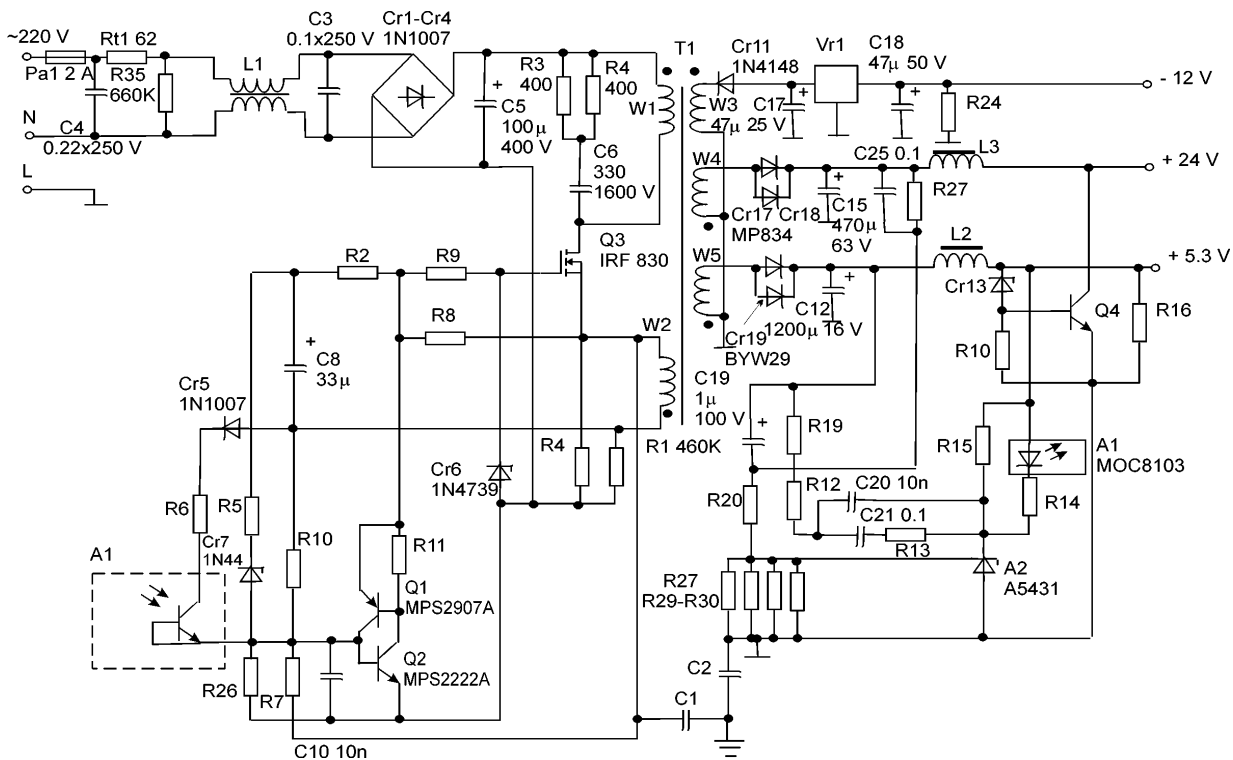 ~220 V
Rt1 62
C3
0.1x250 V
Cr1-Cr4
1N1007
Pa1 2 A
R35
660K
L1
N
C4
0.22x250 V
L
C5
100μ
400 V
R3
400
R4
400
C6
330
1600 V
T1
W1
Cr11
1N4148
Vr1
C18
47μ 50 V
- 12 V
W3
C17
47μ 25 V
R24
W4
C25 0.1
L3
+ 24 V
R27
Cr17
Cr18
MP834
C15
470μ
63 V
Q3
IRF 830
W5
L2
+ 5.3 V
Cr13
Q4
R16
C12
1200μ 16 V
Cr19
BYW29
R10
R2
R9
R8
W2
C8
33μ
Cr5
1N1007
C19
1μ
100 V
R4
R1 460K
Cr6
1N4739
R19
R15
A1
MOC8103
R6
R5
R20
R12
C20 10n
C21 0.1
R13
R14
Cr7
1N44
R10
R11
A1
Q1
MPS2907A
R27
R29-R30
A2
A5431
Q2
MPS2222A
R26
R7
C2
C1
C10 10n